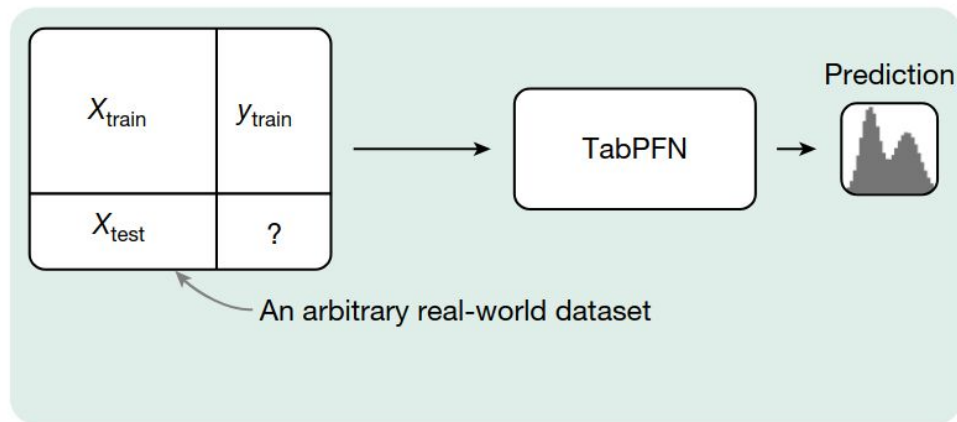 X_train
y_train
X_test
?
An arbitrary real-world dataset
TabPFN
Prediction